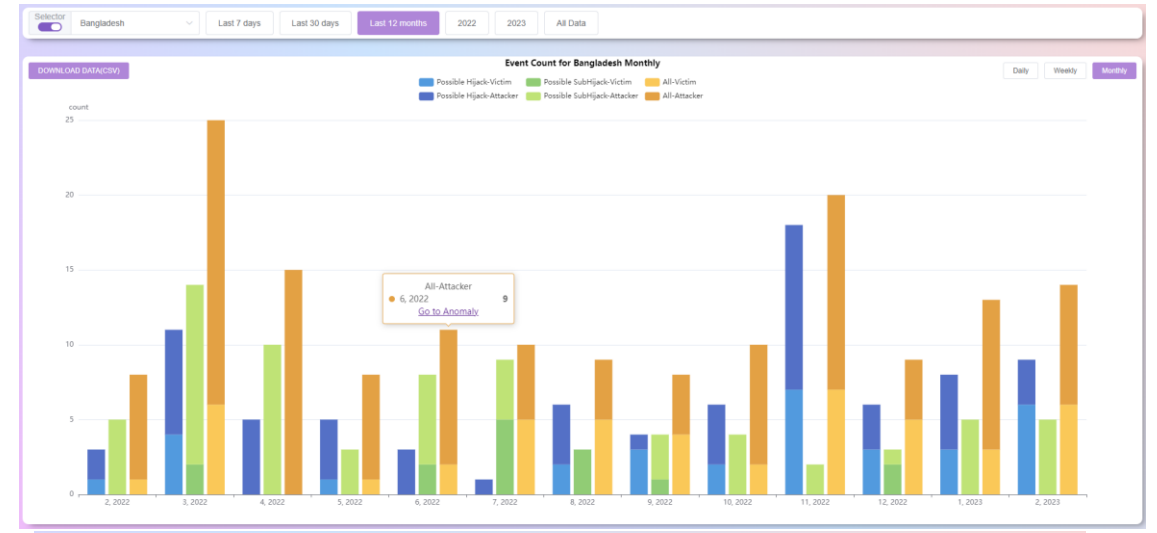 Selector
Bangladesh
Last 7 days
Last 30 days
Last 12 months
2022
2023
All Data
DOWNLOAD DATA(CSV)
Event Count for Bangladesh Monthly
Daily
Weekly
Monthly
Possible Hijack-Victim
Possible SubHijack-Victim
All-Victim
Possible Hijack-Attacker
Possible SubHijack-Attacker
All-Attacker
count
25
20
15
10
5
0
All-Attacker
6, 2022 9
Go to Anomaly
2, 2022
3, 2022
4, 2022
5, 2022
6, 2022
7, 2022
8, 2022
9, 2022
10, 2022
11, 2022
12, 2022
1, 2023
2, 2023